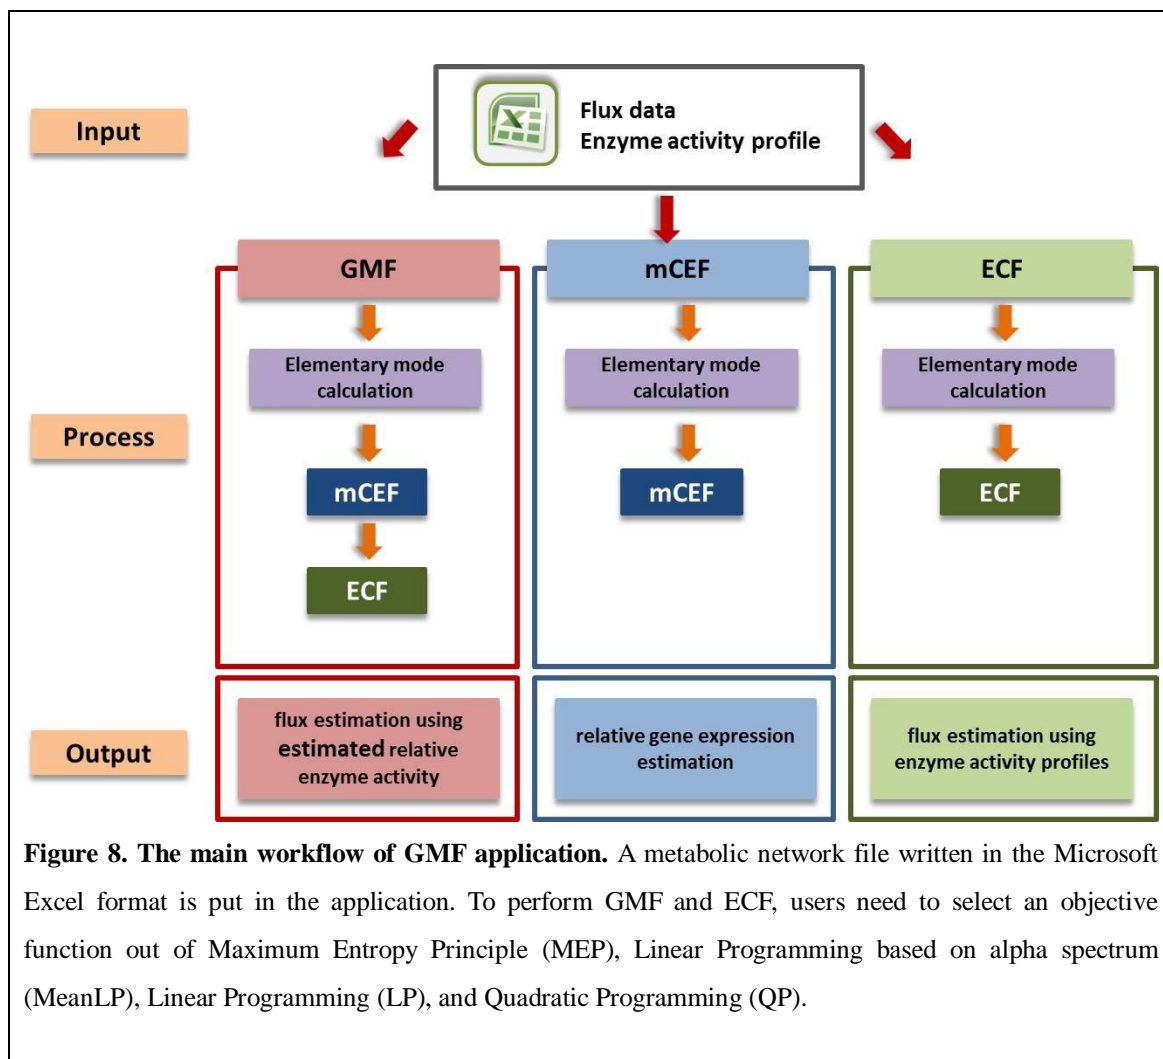 Input
Flux data
Enzyme activity profile
GMF
mCEF
ECF
Elementary mode
calculation
Elementary mode
calculation
Elementary mode
calculation
Process
mCEF
mCEF
ECF
ECF
Output
flux estimation using
estimated relative
enzyme activity
relative gene expression
estimation
flux estimation using
enzyme activity profiles
Figure 8. The main workflow of GMF application. A metabolic network file written in the Microsoft
Excel format is put in the application. To perform GMF and ECF, users need to select an objective
function out of Maximum Entropy Principle (MEP), Linear Programming based on alpha spectrum
(MeanLP), Linear Programming (LP), and Quadratic Programming (QP).